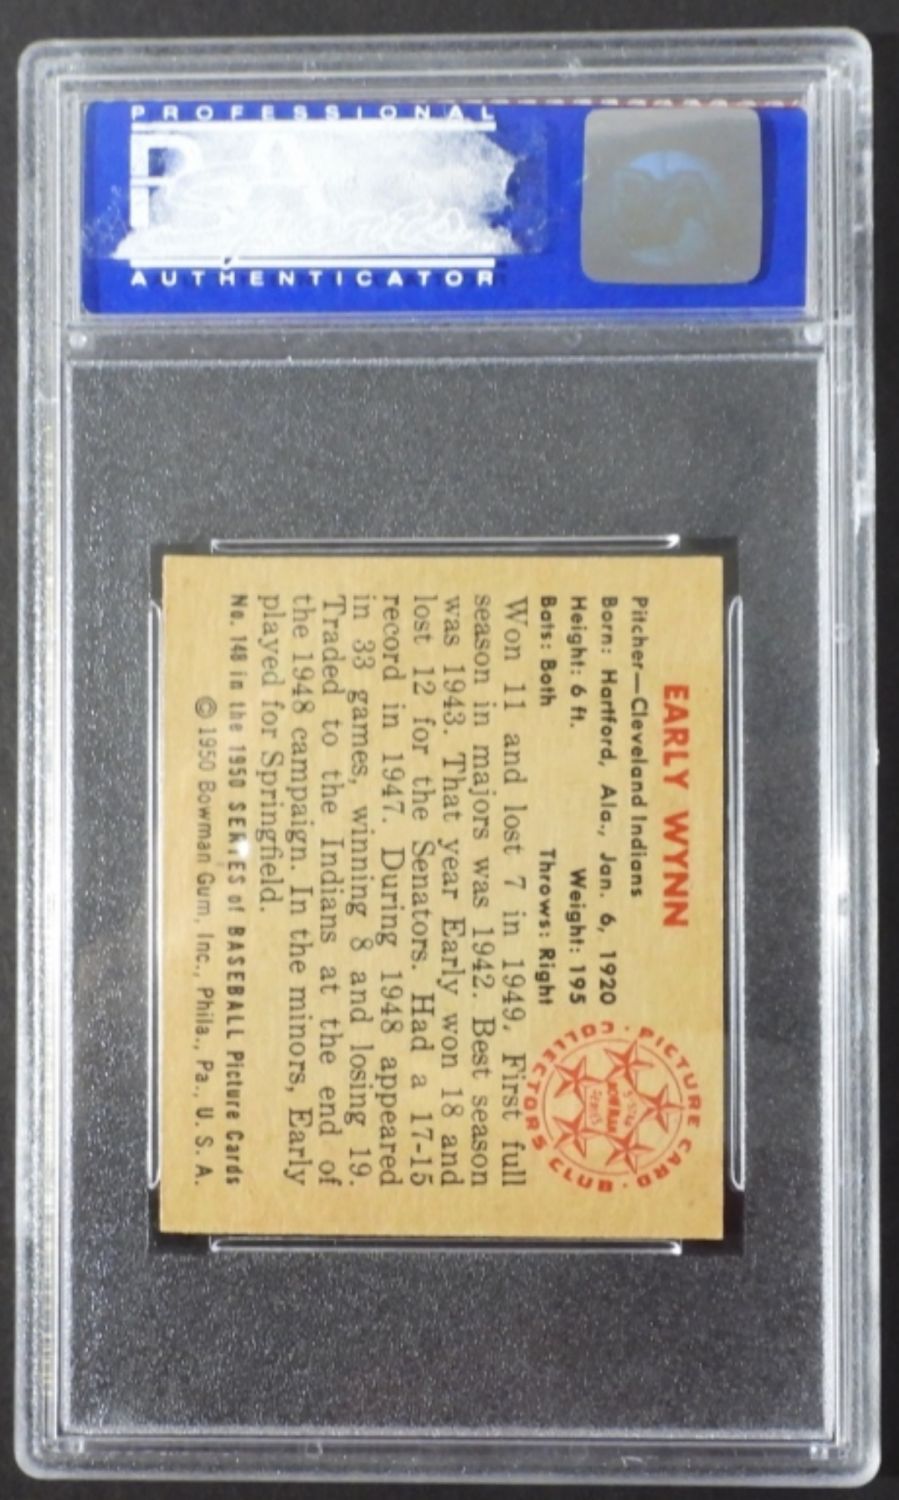 PROFESSIONAL
AUTHENTICATOR
EARLY WYNN
Pitcher—Cleveland Indians
Born: Hartford, Ala., Jan. 6, 1920
Height: 6 ft. Weight: 195
Bats: Both Throws: Right
Won 11 and lost 7 in 1949. First full
season in majors was 1942. Best season
was 1943. That year Early won 18 and
lost 12 for the Senators. Had a 17-15
record in 1947. During 1948 appeared
in 33 games, winning 8 and losing 19.
Traded to the Indians at the end of
the 1948 campaign. In the minors, Early
played for Springfield.
No. 148 in the 1950 SERIES of BASEBALL Picture Cards
© 1950 Bowman Gum, Inc., Phila., Pa., U. S. A.
PICTURE CARD
COLLECTORS CLUB
5-STAR
BOWMAN